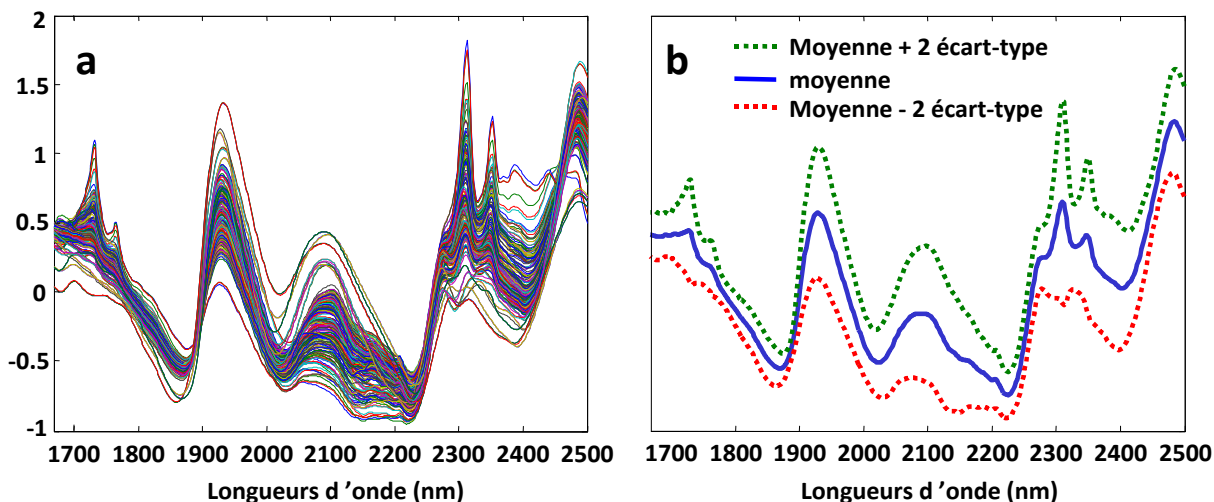 a
2
1.5
1
0.5
0
-0.5
-1
1700 1800 1900 2000 2100 2200 2300 2400 2500
Longueurs d ’onde (nm)
b
Moyenne + 2 écart-type
moyenne
Moyenne - 2 écart-type
1700 1800 1900 2000 2100 2200 2300 2400 2500
Longueurs d ’onde (nm)